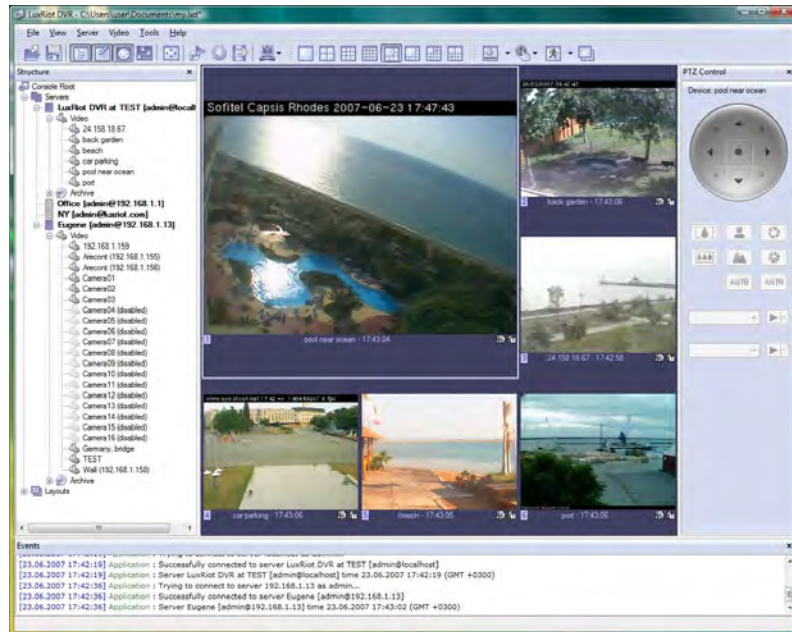 LuxRiot DVR - C:\Users\user\Documents\my.lxd*
File View Server Video Tools Help
Structure
Console Root
Servers
LuxRiot DVR at TEST [admin@locall
Video
24.158.18.67
back garden
beach
car parking
pool near ocean
port
Archive
Office [admin@192.168.1.1]
NY [admin@luxriot.com]
Eugene [admin@192.168.1.13]
Video
192.168.1.159
Arecont (192.168.1.155)
Arecont (192.168.1.156)
Camera01
Camera02
Camera03
Camera04 (disabled)
Camera05 (disabled)
Camera06 (disabled)
Camera07 (disabled)
Camera08 (disabled)
Camera09 (disabled)
Camera10 (disabled)
Camera11 (disabled)
Camera12 (disabled)
Camera13 (disabled)
Camera14 (disabled)
Camera15 (disabled)
Camera16 (disabled)
Germany, bridge
TEST
Wall (192.168.1.158)
Archive
Layouts
Sofitel Capsis Rhodes 2007-06-23 17:47:43
1 pool near ocean - 17:43:04
2 back garden - 17:43:06
3 24.158.18.67 - 17:42:58
4 car parking - 17:43:06
5 beach - 17:43:05
6 port - 17:43:06
PTZ Control
Device: pool near ocean
AUTO AUTO
Events
[23.06.2007 17:42:19] Application : Successfully connected to server LuxRiot DVR at TEST [admin@localhost]
[23.06.2007 17:42:19] Application : Server LuxRiot DVR at TEST [admin@localhost] time 23.06.2007 17:42:19 (GMT +0300)
[23.06.2007 17:42:36] Application : Trying to connect to server 192.168.1.13 as admin...
[23.06.2007 17:42:36] Application : Successfully connected to server Eugene [admin@192.168.1.13]
[23.06.2007 17:42:36] Application : Server Eugene [admin@192.168.1.13] time 23.06.2007 17:43:02 (GMT +0300)